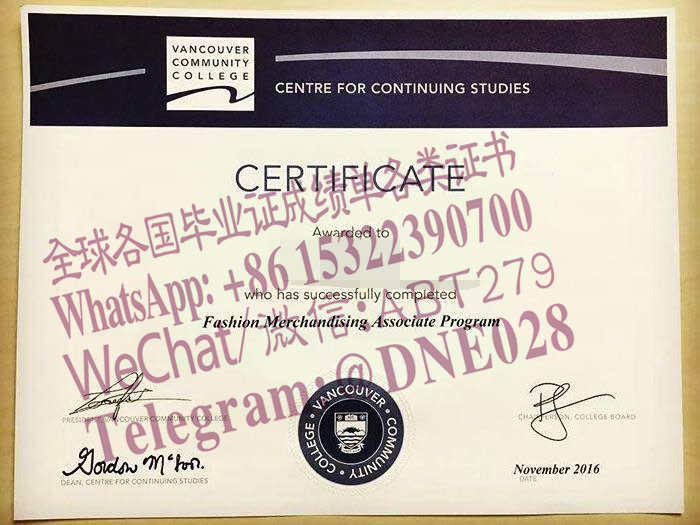 VANCOUVER
COMMUNITY
COLLEGE
CENTRE FOR CONTINUING STUDIES
CERTIFICATE
全球各国毕业证成绩单各类证书
Awarded to
WhatsApp: +86 15322390700
who has successfully completed
WeChat/微信: ABT279
Fashion Merchandising Associate Program
Telegram: @DNE028
PRESIDENT, VANCOUVER COMMUNITY COLLEGE
CHAIRPERSON, COLLEGE BOARD
VANCOUVER · COMMUNITY · COLLEGE ·
DEAN, CENTRE FOR CONTINUING STUDIES
November 2016
DATE